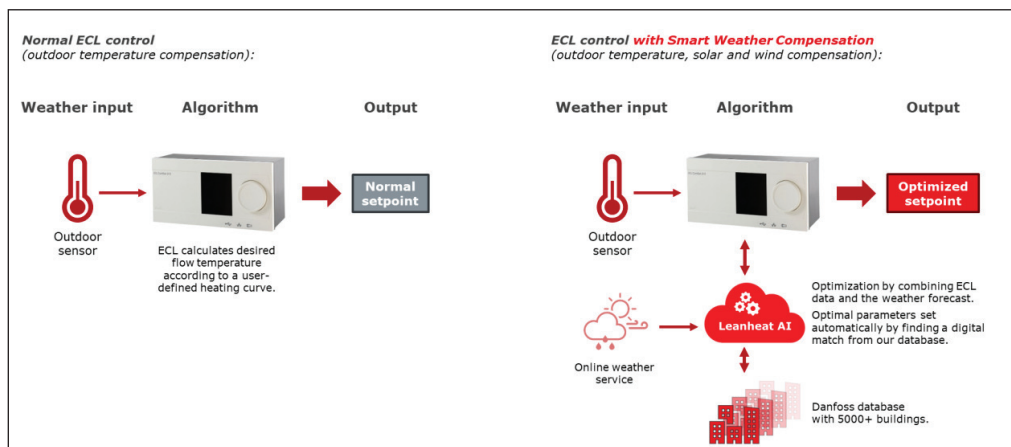 Normal ECL control
(outdoor temperature compensation):
Weather input
Algorithm
Output
Outdoor
sensor
ECL calculates desired
flow temperature
according to a user-
defined heating curve.
Normal
setpoint
ECL control with Smart Weather Compensation
(outdoor temperature, solar and wind compensation):
Weather input
Algorithm
Output
Outdoor
sensor
Optimized
setpoint
Online weather
service
Leanheat AI
Optimization by combining ECL
data and the weather forecast.
Optimal parameters set
automatically by finding a digital
match from our database.
Danfoss database
with 5000+ buildings.